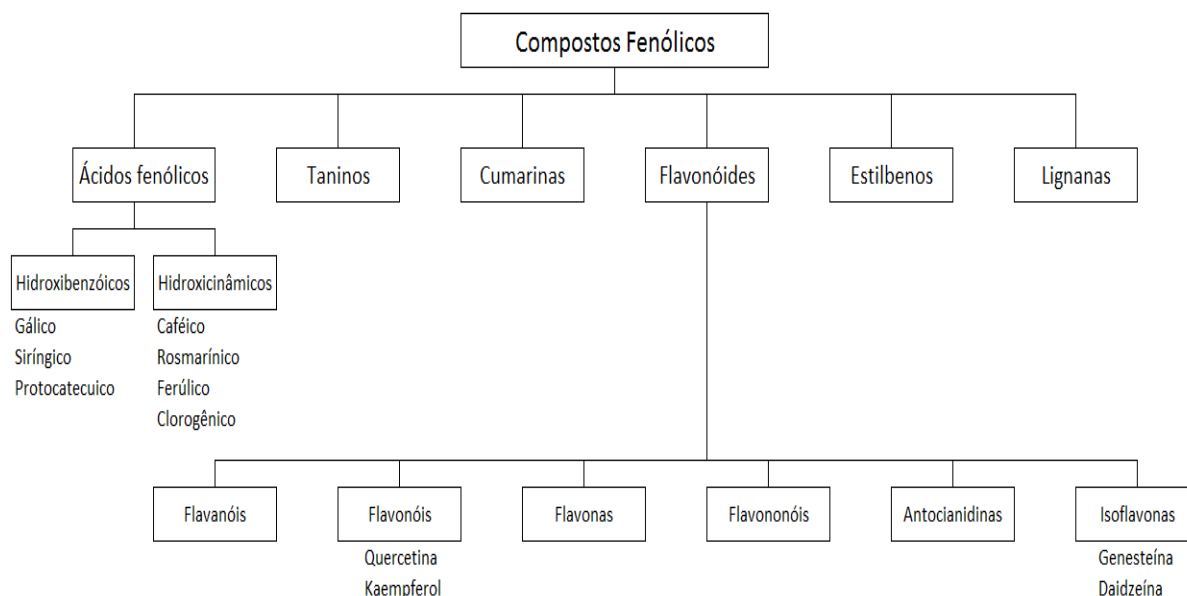 Compostos Fenólicos
Ácidos fenólicos
Taninos
Cumarinas
Flavonóides
Estilbenos
Lignanas
Hidroxibenzóicos
Gálico
Siríngico
Protocatecuico
Hidroxicinâmicos
Caféico
Rosmarínico
Ferúlico
Clorogênico
Flavanóis
Flavonóis
Quercetina
Kaempferol
Flavonas
Flavononóis
Antocianidinas
Isoflavonas
Genesteína
Daidzeína